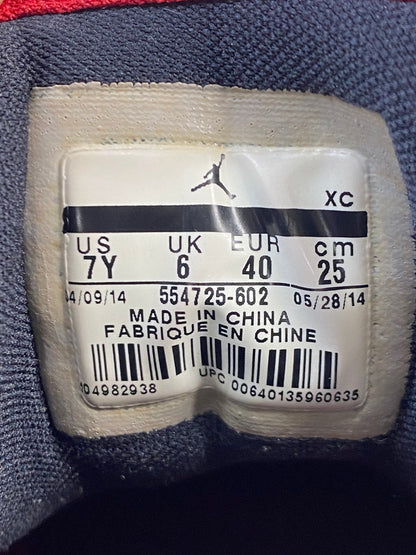 XC
US UK EUR cm
7Y 6 40 25
04/09/14 554725-602 05/28/14
MADE IN CHINA
FABRIQUE EN CHINE
UPC 00640135960635